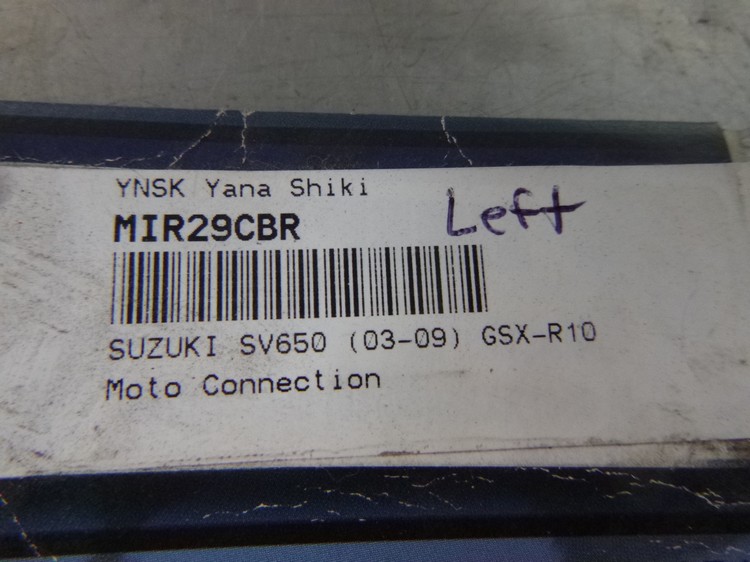 YNSK Yana Shiki
MIR29CBR
Left
SUZUKI SV650 (03-09) GSX-R10
Moto Connection